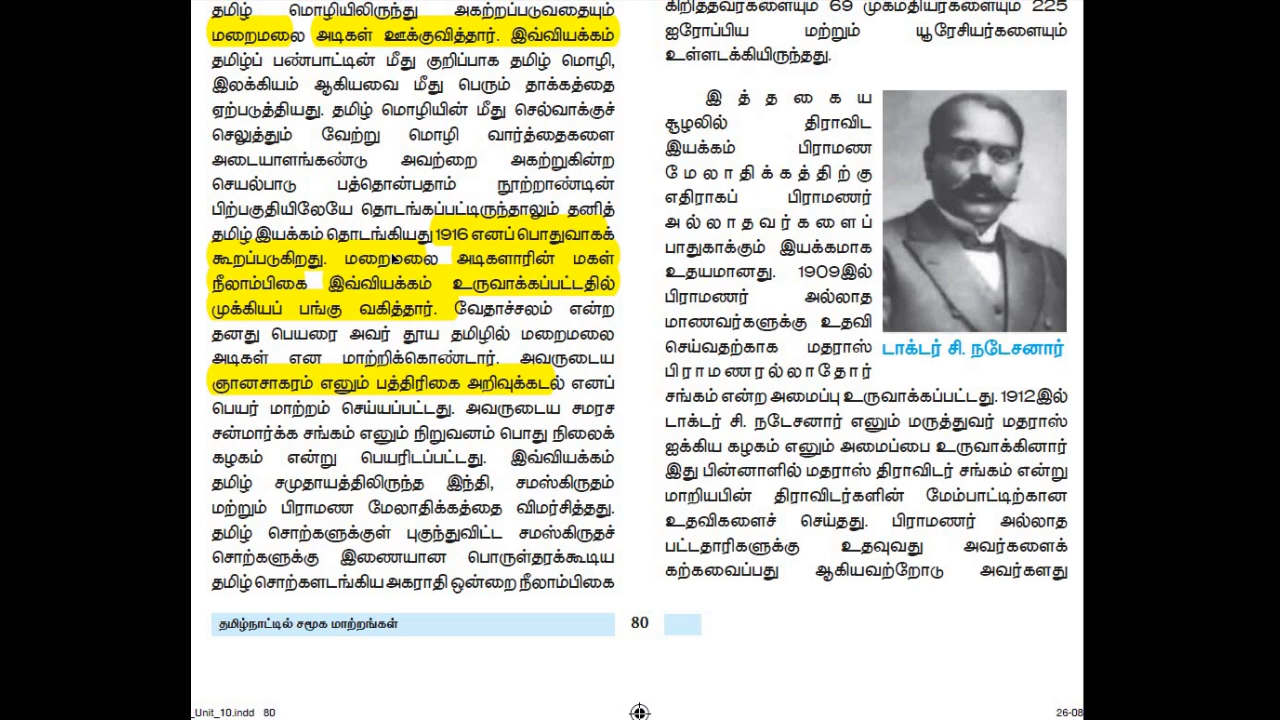 தமிழ் மொழியிலிருந்து அகற்றப்படுவதையும்
மறைமலை அடிகள் ஊக்குவித்தார். இவ்வியக்கம்
தமிழ்ப் பண்பாட்டின் மீது குறிப்பாக தமிழ் மொழி,
இலக்கியம் ஆகியவை மீது பெரும் தாக்கத்தை
ஏற்படுத்தியது. தமிழ் மொழியின் மீது செல்வாக்குச்
செலுத்தும் வேற்று மொழி வார்த்தைகளை
அடையாளங்கண்டு அவற்றை அகற்றுகின்ற
செயல்பாடு பத்தொன்பதாம் நூற்றாண்டின்
பிற்பகுதியிலேயே தொடங்கப்பட்டிருந்தாலும் தனித்
தமிழ் இயக்கம் தொடங்கியது 1916 எனப் பொதுவாகக்
கூறப்படுகிறது. மறைமலை அடிகளாரின் மகள்
நீலாம்பிகை இவ்வியக்கம் உருவாக்கப்பட்டதில்
முக்கியப் பங்கு வகித்தார். வேதாச்சலம் என்ற
தனது பெயரை அவர் தூய தமிழில் மறைமலை
அடிகள் என மாற்றிக்கொண்டார். அவருடைய
ஞானசாகரம் எனும் பத்திரிகை அறிவுக்கடல் எனப்
பெயர் மாற்றம் செய்யப்பட்டது. அவருடைய சமரச
சன்மார்க்க சங்கம் எனும் நிறுவனம் பொது நிலைக்
கழகம் என்று பெயரிடப்பட்டது. இவ்வியக்கம்
தமிழ் சமுதாயத்திலிருந்த இந்தி, சமஸ்கிருதம்
மற்றும் பிராமண மேலாதிக்கத்தை விமர்சித்தது.
தமிழ் சொற்களுக்குள் புகுந்துவிட்ட சமஸ்கிருதச்
சொற்களுக்கு இணையான பொருள்தரக்கூடிய
தமிழ் சொற்களடங்கிய அகராதி ஒன்றை நீலாம்பிகை
கிறித்தவர்களையும் 69 முகமதியர்களையும் 225
ஐரோப்பிய மற்றும் யூரேசியர்களையும்
உள்ளடக்கியிருந்தது.
இத்தகைய
சூழலில் திராவிட
இயக்கம் பிராமண
மேலாதிக்கத்திற்கு
எதிராகப் பிராமணர்
அல்லாதவர்களைப்
பாதுகாக்கும் இயக்கமாக
உதயமானது. 1909இல்
பிராமணர் அல்லாத
மாணவர்களுக்கு உதவி
செய்வதற்காக மதராஸ்
பிராமணரல்லாதோர்
டாக்டர் சி. நடேசனார்
சங்கம் என்ற அமைப்பு உருவாக்கப்பட்டது. 1912இல்
டாக்டர் சி. நடேசனார் எனும் மருத்துவர் மதராஸ்
ஐக்கிய கழகம் எனும் அமைப்பை உருவாக்கினார்
இது பின்னாளில் மதராஸ் திராவிடர் சங்கம் என்று
மாறியபின் திராவிடர்களின் மேம்பாட்டிற்கான
உதவிகளைச் செய்தது. பிராமணர் அல்லாத
பட்டதாரிகளுக்கு உதவுவது அவர்களைக்
கற்கவைப்பது ஆகியவற்றோடு அவர்களது
தமிழ்நாட்டில் சமூக மாற்றங்கள்
80
_Unit_10.indd 80
26-08